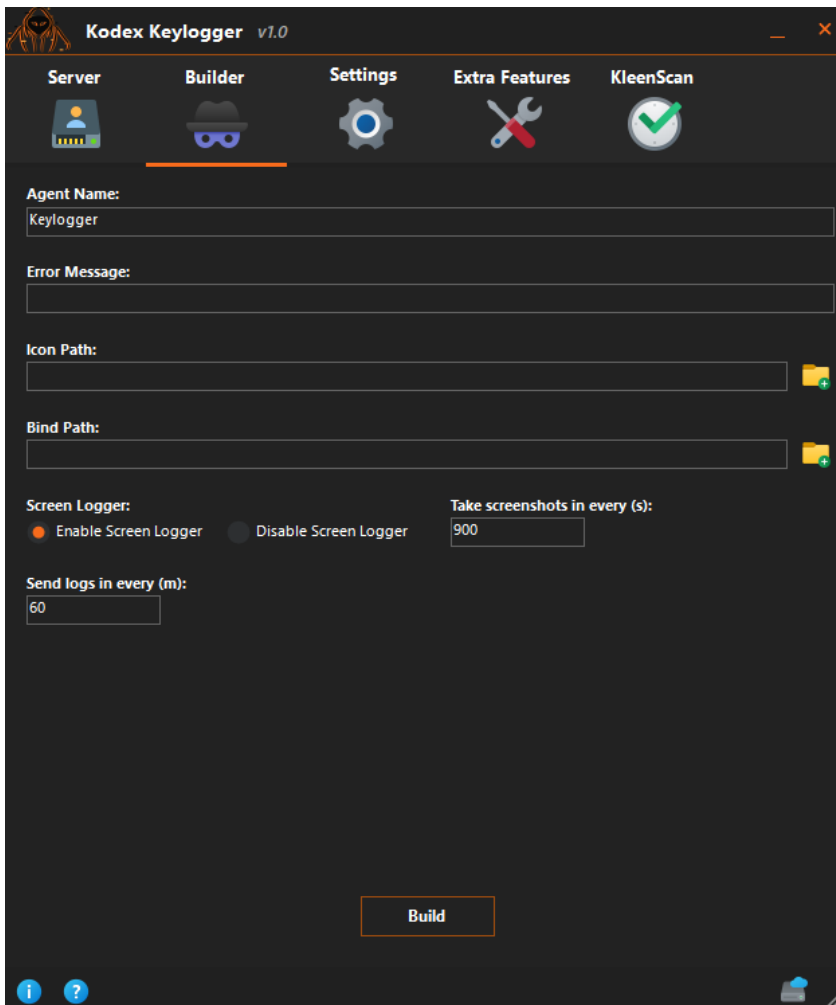 Kodex Keylogger v1.0
Server Builder Settings Extra Features KleenScan
Agent Name:
Keylogger
Error Message:
Icon Path:
Bind Path:
Screen Logger: Take screenshots in every (s):
Enable Screen Logger Disable Screen Logger 900
Send logs in every (m):
60
Build